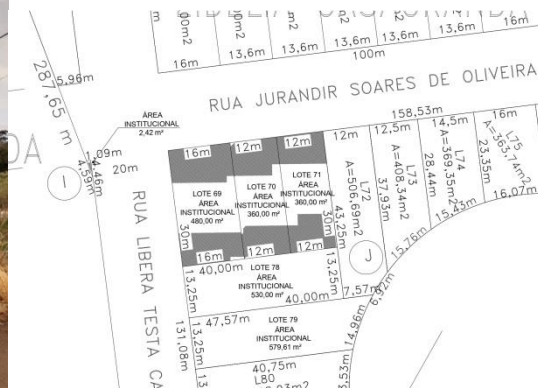 16m
13,6m
13,6m
13,6m
13,6m
13,6m
16m
100m
5,96m
287,65 m
RUA JURANDIR SOARES DE OLIVEIRA
158,53m
ÁREA
INSTITUCIONAL
2,42 m²
1,09m
4,46m
4,59m
20m
I
RUA LIBERA TESTA CA
16m
12m
12m
12m
12,5m
14,5m
16m
LOTE 69
ÁREA
INSTITUCIONAL
480,00 m²
LOTE 70
ÁREA
INSTITUCIONAL
360,00 m²
LOTE 71
ÁREA
INSTITUCIONAL
360,00 m²
30m
30m
16m
12m
12m
L72
A=506,69m2
43,25m
L73
A=408,34m2
37,93m
L74
A=369,35m2
28,44m
L75
A=363,74m2
23,35m
16,07m
15,43m
15,76m
J
40,00m
LOTE 78
ÁREA
INSTITUCIONAL
530,00 m²
40,00m
13,25m
13,25m
7,57m
6,92m
47,57m
LOTE 79
ÁREA
INSTITUCIONAL
579,61 m²
13,25m
14,96m
131,08m
40,75m
L80